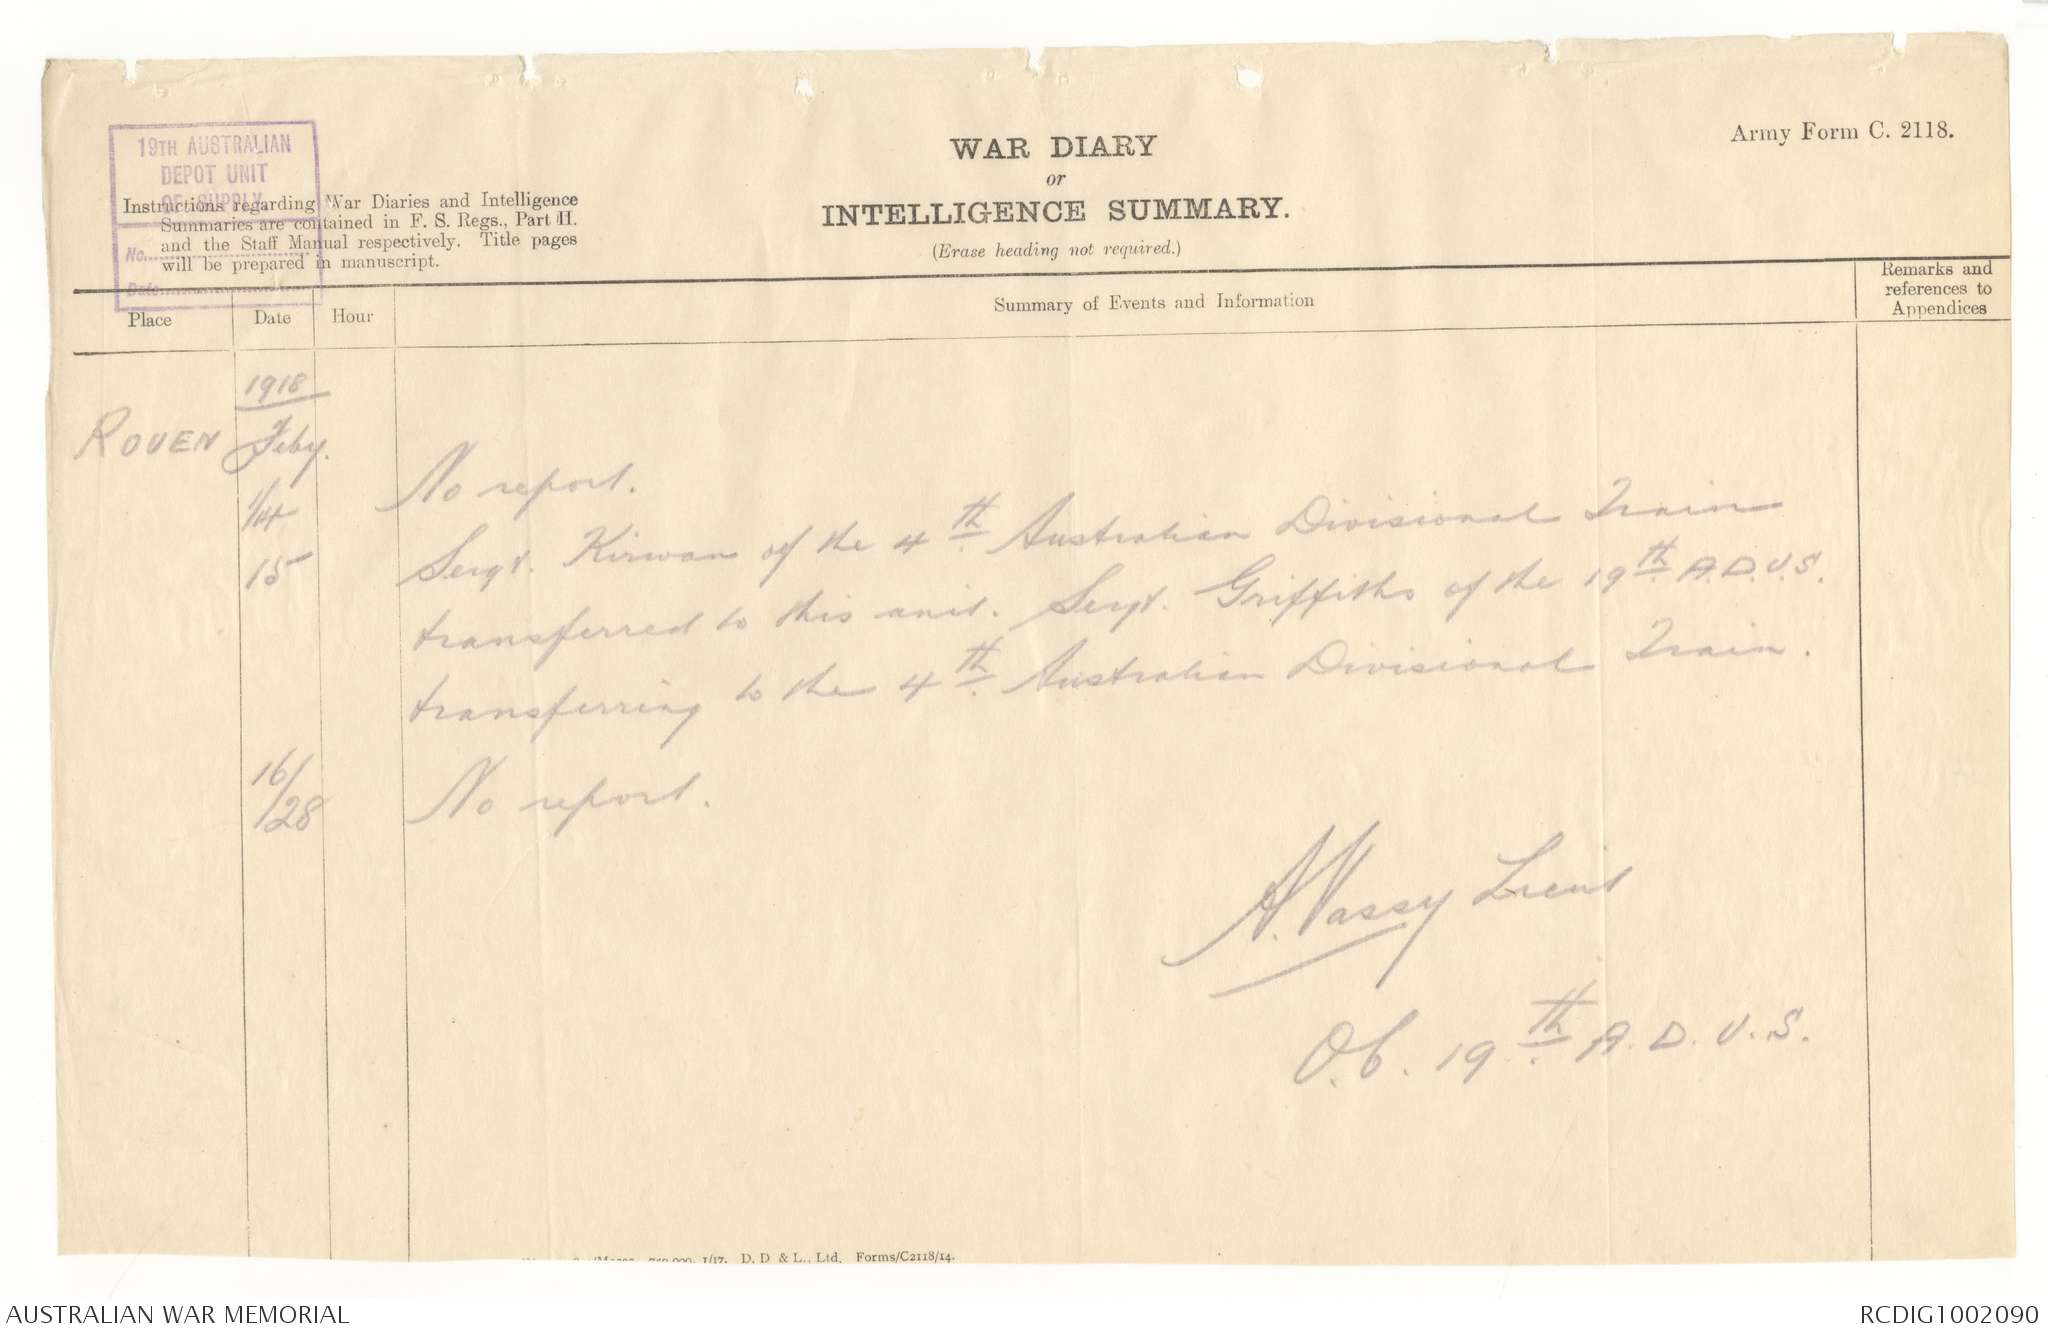 19TH AUSTRALIAN
DEPOT UNIT
OF SUPPLY
No.
Date
Instructions regarding War Diaries and Intelligence
Summaries are contained in F. S. Regs., Part II.
and the Staff Manual respectively. Title pages
will be prepared in manuscript.
WAR DIARY
or
INTELLIGENCE SUMMARY.
(Erase heading not required.)
Army Form C. 2118.
Place
Date
Hour
Summary of Events and Information
Remarks and
references to
Appendices
1918
ROUEN Feby.
1/14 No report.
15 Sergt. Kirwan of the 4th Australian Divisional Train
transferred to this unit. Sergt. Griffiths of the 19th A.D.U.S.
transferring to the 4th Australian Divisional Train.
16/28 No report.
A. Vassy Lieut
O.C. 19th A.D.U.S.
1/17. D. D & L., Ltd. Forms/C2118/14.
AUSTRALIAN WAR MEMORIAL
RCDIG1002090